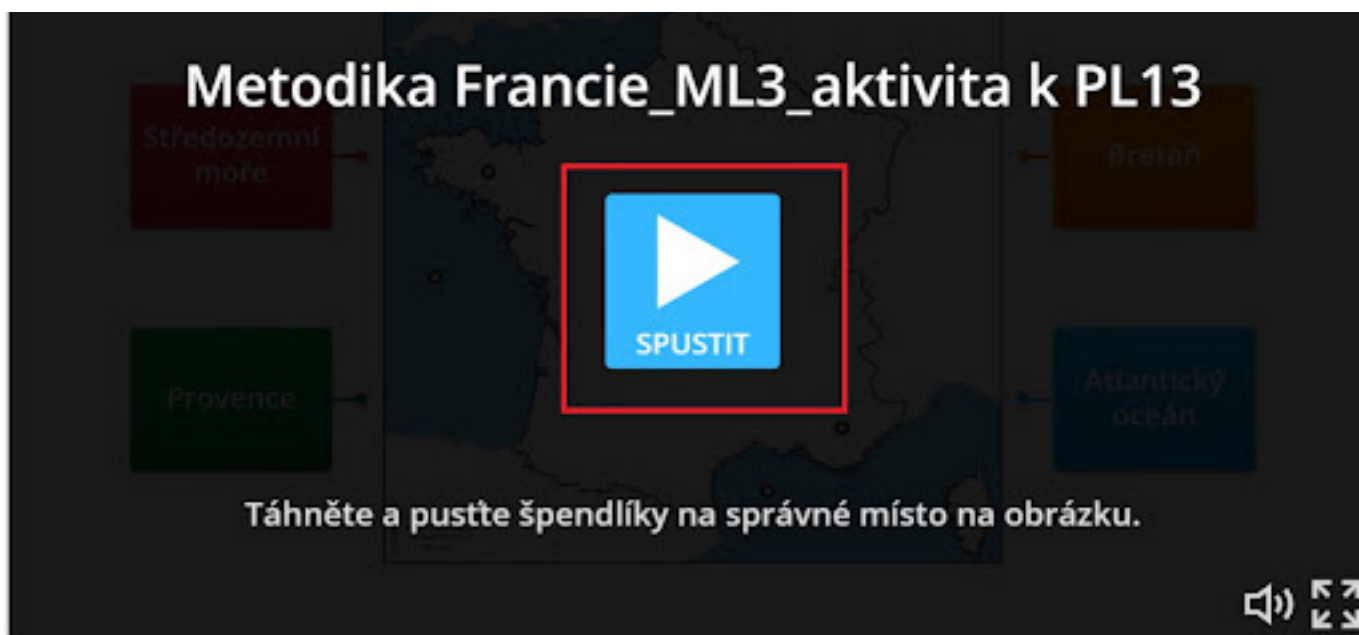 Metodika Francie_ML3_aktivita k PL13
Středozemní
moře
Bretaň
SPUSTIT
Provence
Atlantický
oceán
Táhněte a pusťte špendlíky na správné místo na obrázku.